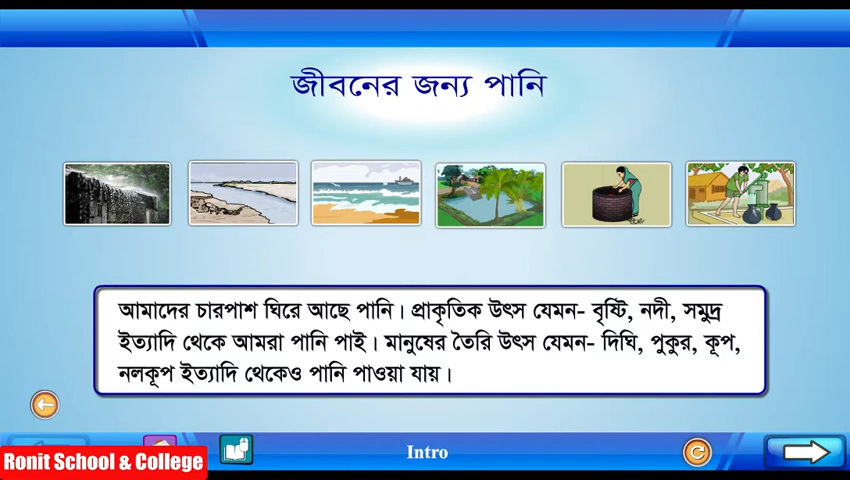 জীবনের জন্য পানি
আমাদের চারপাশ ঘিরে আছে পানি। প্রাকৃতিক উৎস যেমন- বৃষ্টি, নদী, সমুদ্র
ইত্যাদি থেকে আমরা পানি পাই। মানুষের তৈরি উৎস যেমন- দিঘি, পুকুর, কূপ,
নলকূপ ইত্যাদি থেকেও পানি পাওয়া যায়।
Intro
Ronit School & College